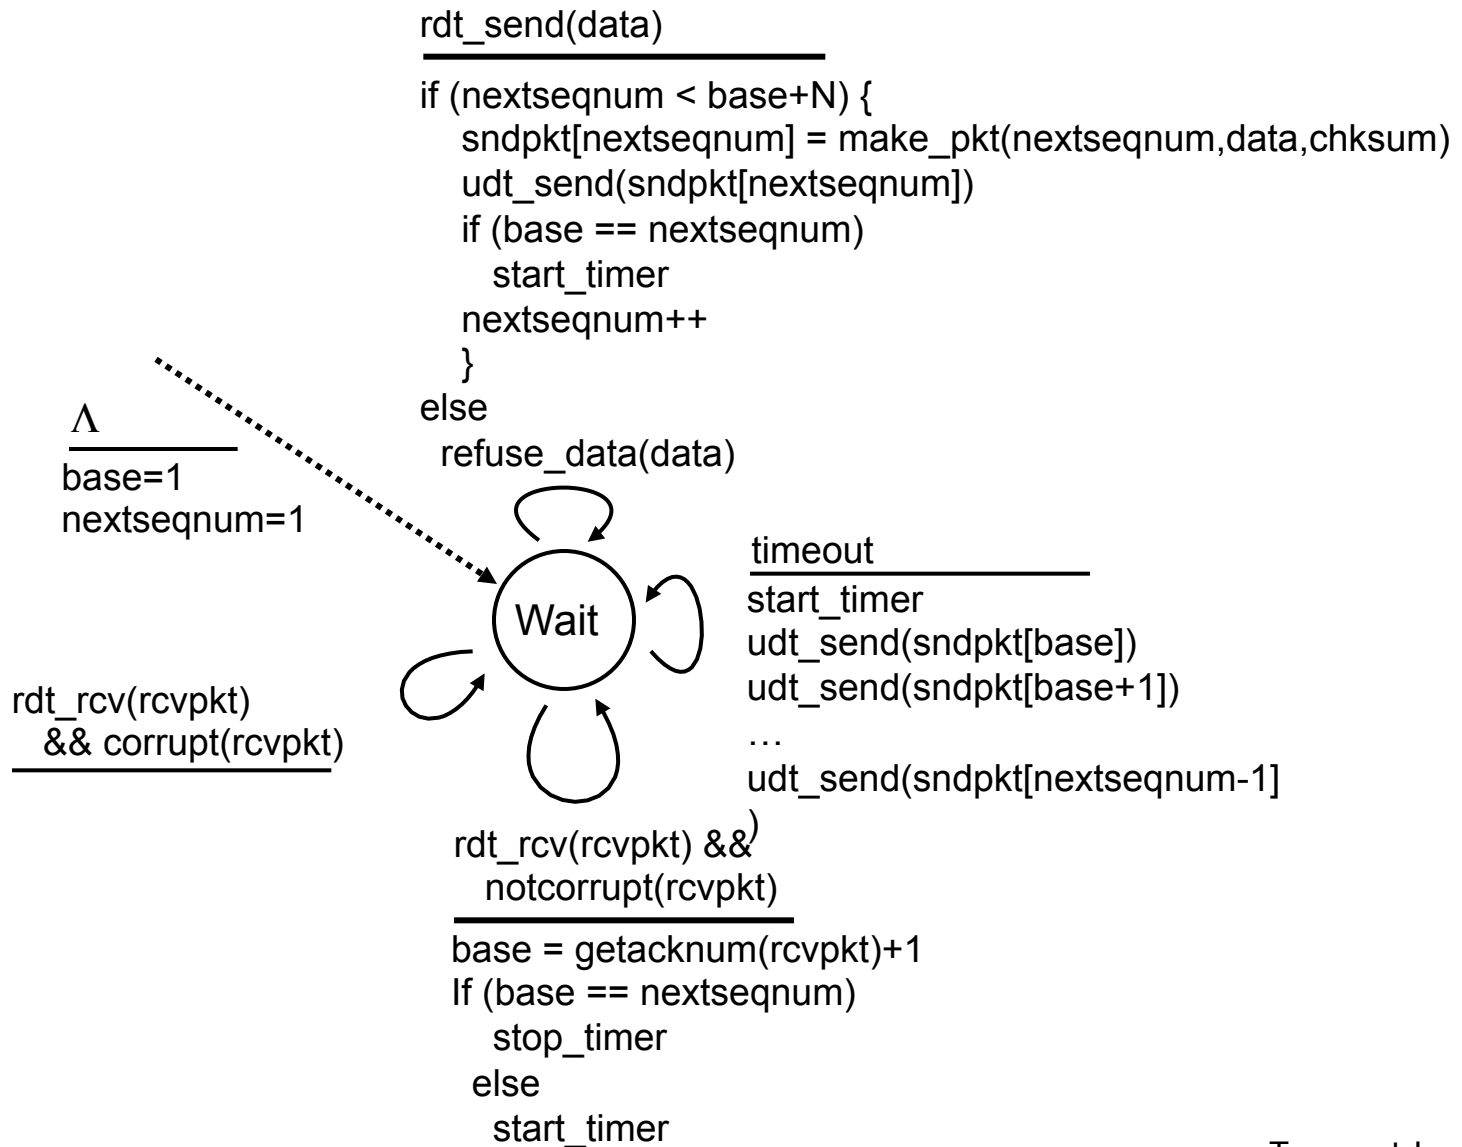 rdt_send(data)
if (nextseqnum < base+N) {
sndpkt[nextseqnum] = make_pkt(nextseqnum,data,chksum)
udt_send(sndpkt[nextseqnum])
if (base == nextseqnum)
start_timer
nextseqnum++
}
else
refuse_data(data)
Λ
base=1
nextseqnum=1
Wait
timeout
start_timer
udt_send(sndpkt[base])
udt_send(sndpkt[base+1])
…
udt_send(sndpkt[nextseqnum-1]
)
rdt_rcv(rcvpkt)
&& corrupt(rcvpkt)
rdt_rcv(rcvpkt) &&
notcorrupt(rcvpkt)
base = getacknum(rcvpkt)+1
If (base == nextseqnum)
stop_timer
else
start_timer